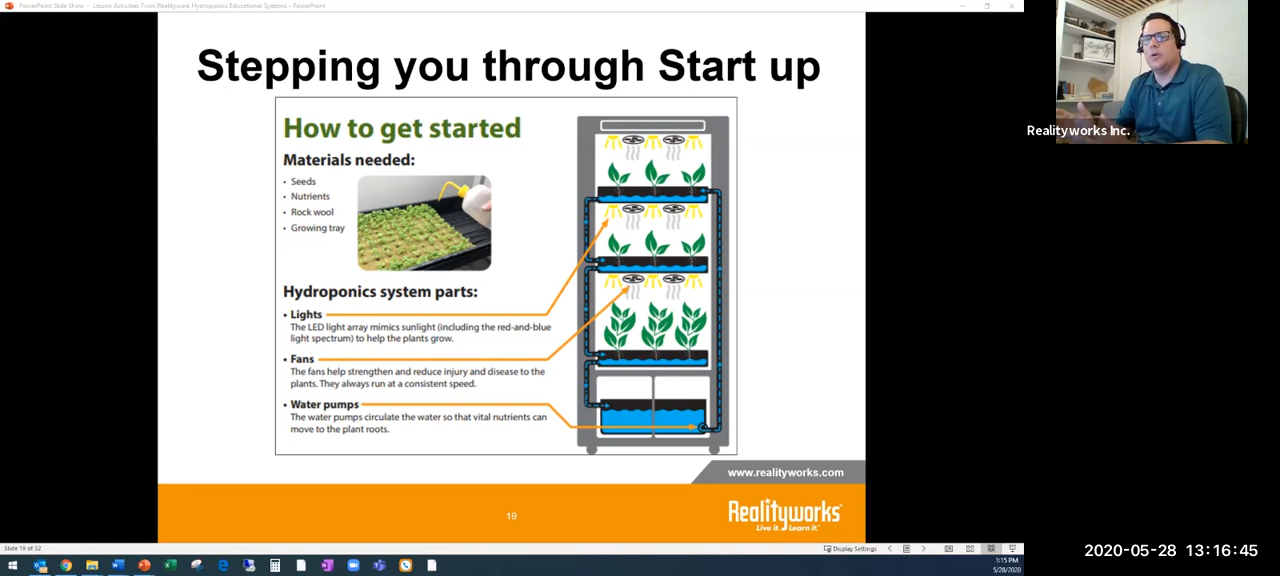 PowerPoint Slide Show - Lesson Activities From Realitywork Hydroponics Educational Systems - PowerPoint
Stepping you through Start up
How to get started
Materials needed:
• Seeds
• Nutrients
• Rock wool
• Growing tray
Hydroponics system parts:
• Lights
The LED light array mimics sunlight (including the red-and-blue
light spectrum) to help the plants grow.
• Fans
The fans help strengthen and reduce injury and disease to the
plants. They always run at a consistent speed.
• Water pumps
The water pumps circulate the water so that vital nutrients can
move to the plant roots.
www.realityworks.com
19
Realityworks
Live it. Learn it.
Realityworks Inc.
Slide 19 of 52
Display Settings
1:15 PM
5/28/2020
2020-05-28 13:16:45